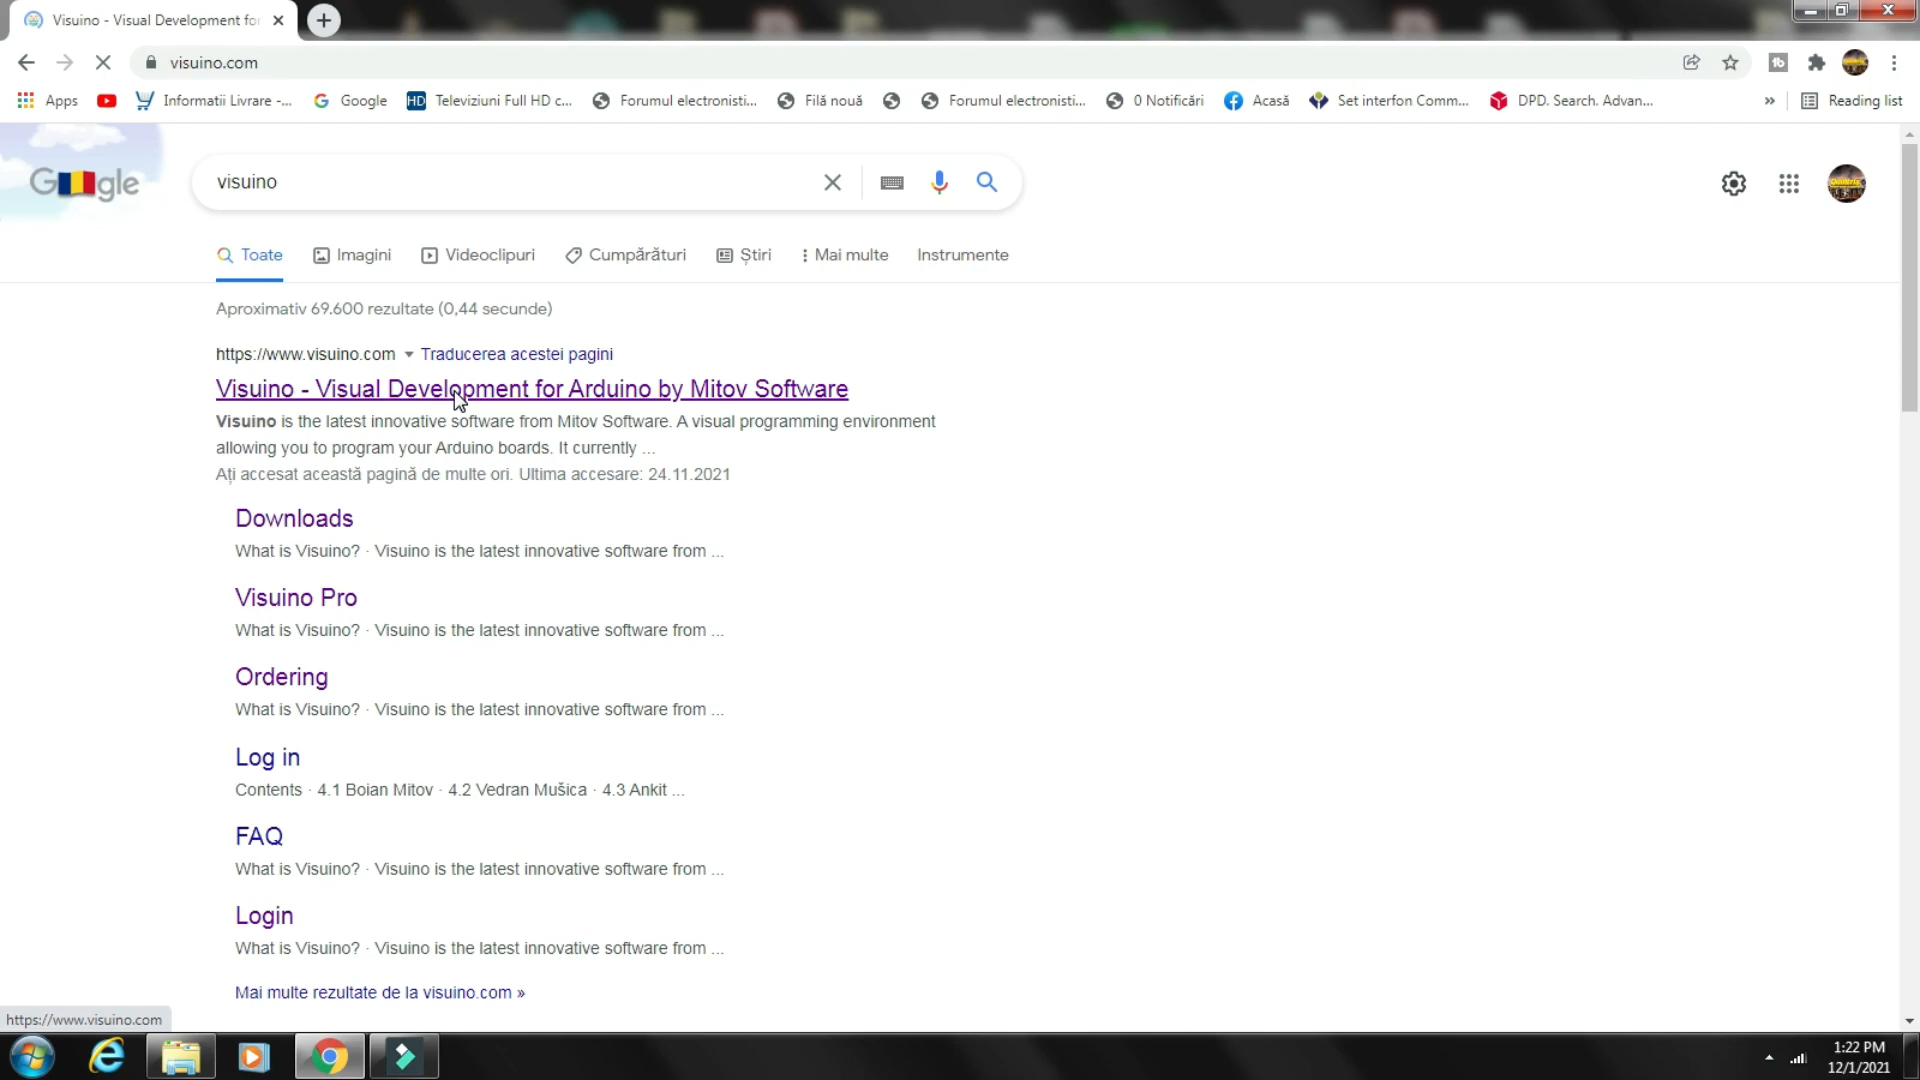 Visuino - Visual Development for
visuino.com
Apps
Informatii Livrare -...
Google
HD Televiziuni Full HD c...
Forumul electronisti...
Filă nouă
Forumul electronisti...
0 Notificări
Acasă
Set interfon Comm...
DPD. Search. Advan...
»
Reading list
Google
visuino
Toate
Imagini
Videoclipuri
Cumpărături
Știri
Mai multe
Instrumente
Aproximativ 69.600 rezultate (0,44 secunde)
https://www.visuino.com Traducerea acestei pagini
Visuino - Visual Development for Arduino by Mitov Software
Visuino is the latest innovative software from Mitov Software. A visual programming environment
allowing you to program your Arduino boards. It currently ...
Ați accesat această pagină de multe ori. Ultima accesare: 24.11.2021
Downloads
What is Visuino? · Visuino is the latest innovative software from ...
Visuino Pro
What is Visuino? · Visuino is the latest innovative software from ...
Ordering
What is Visuino? · Visuino is the latest innovative software from ...
Log in
Contents · 4.1 Boian Mitov · 4.2 Vedran Mušica · 4.3 Ankit ...
FAQ
What is Visuino? · Visuino is the latest innovative software from ...
Login
What is Visuino? · Visuino is the latest innovative software from ...
Mai multe rezultate de la visuino.com »
https://www.visuino.com
1:22 PM
12/1/2021